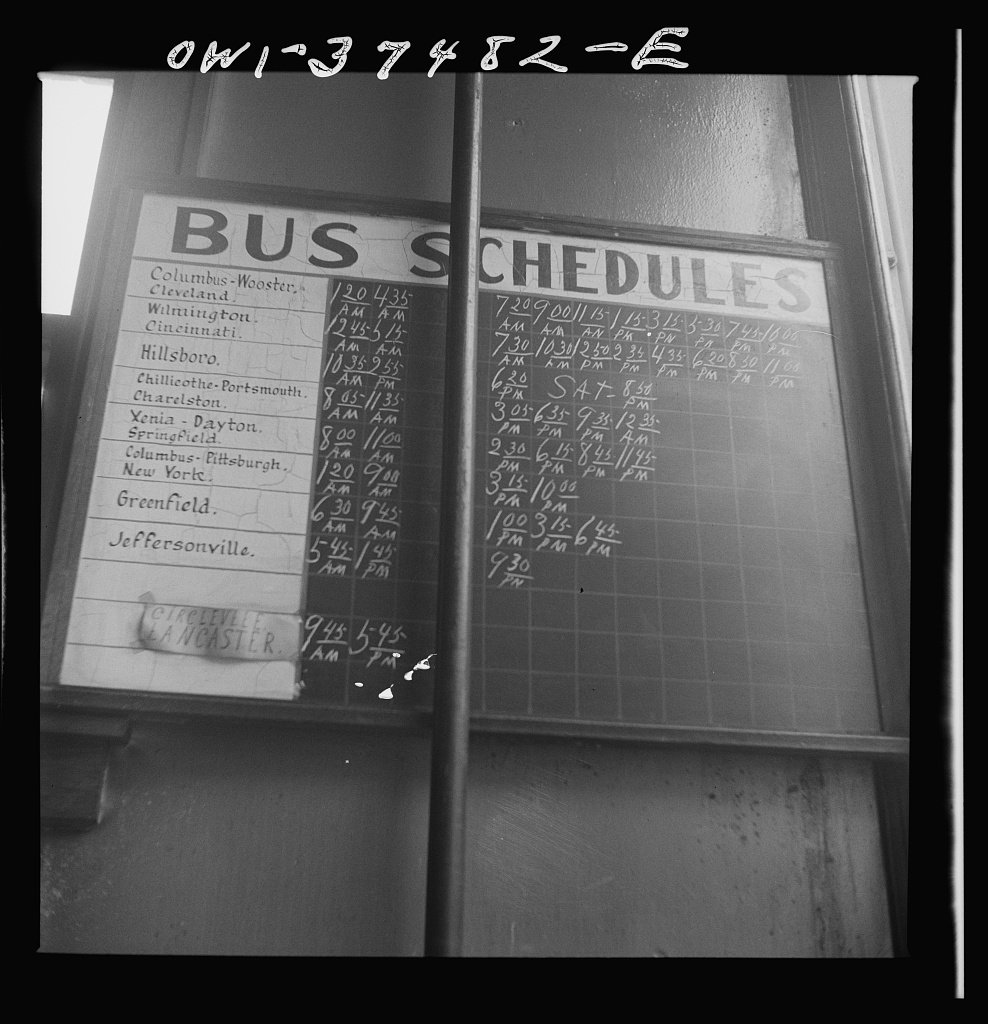 OWI-37482-E
BUS SCHEDULES
Columbus-Wooster.
Cleveland. 1 20 AM 4 35 AM 7 20 AM 9 00 AM 11 15 AM 1 15 PM 3 15 PM 5 30 PM 7 45 PM 10 00 PM
Wilmington.
Cincinnati. 12 45 AM 5 15 AM 7 30 AM 10 30 12 50 PM 2 35 PM 4 35 PM 6 20 PM 8 50 PM 11 00 PM
Hillsboro. 10 35 AM 2 55 PM 6 20 PM SAT- 8 50 PM
Chillicothe-Portsmouth.
Charelston. 8 05 AM 11 35 AM 3 05 PM 6 35 PM 9 35 PM 12 35 AM
Xenia - Dayton.
Springfield. 8 00 AM 11 00 AM 2 30 PM 6 15 PM 8 45 PM 11 45 PM
Columbus-Pittsburgh.
New York. 1 20 AM 9 00 AM 3 15 PM 10 00 PM
Greenfield. 6 30 AM 9 45 AM 1 00 PM 3 15 PM 6 45 PM
Jeffersonville. 5 45 AM 1 45 PM 9 30 PM
CIRCLEVILLE
LANCASTER. 9 45 AM 5 45 PM